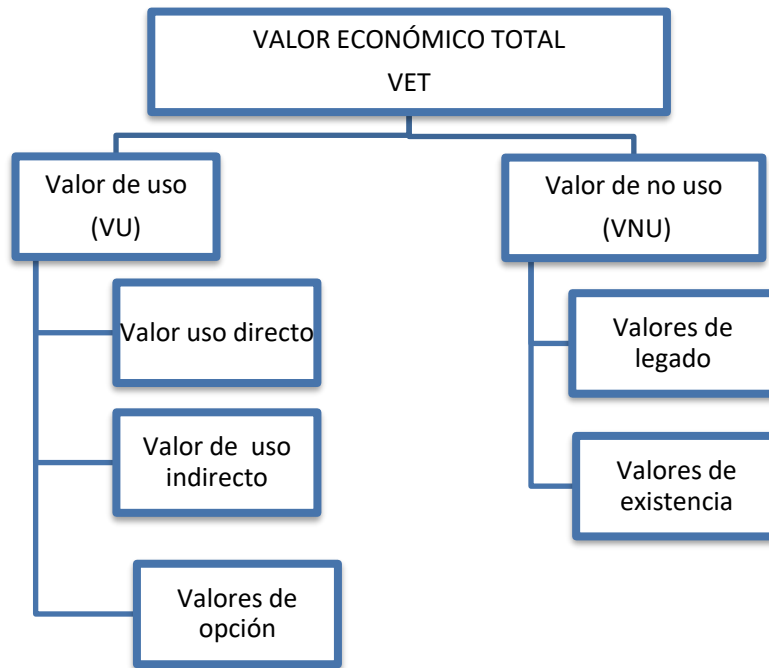 VALOR ECONÓMICO TOTAL
VET
Valor de uso
(VU)
Valor uso directo
Valor de uso
indirecto
Valores de
opción
Valor de no uso
(VNU)
Valores de
legado
Valores de
existencia